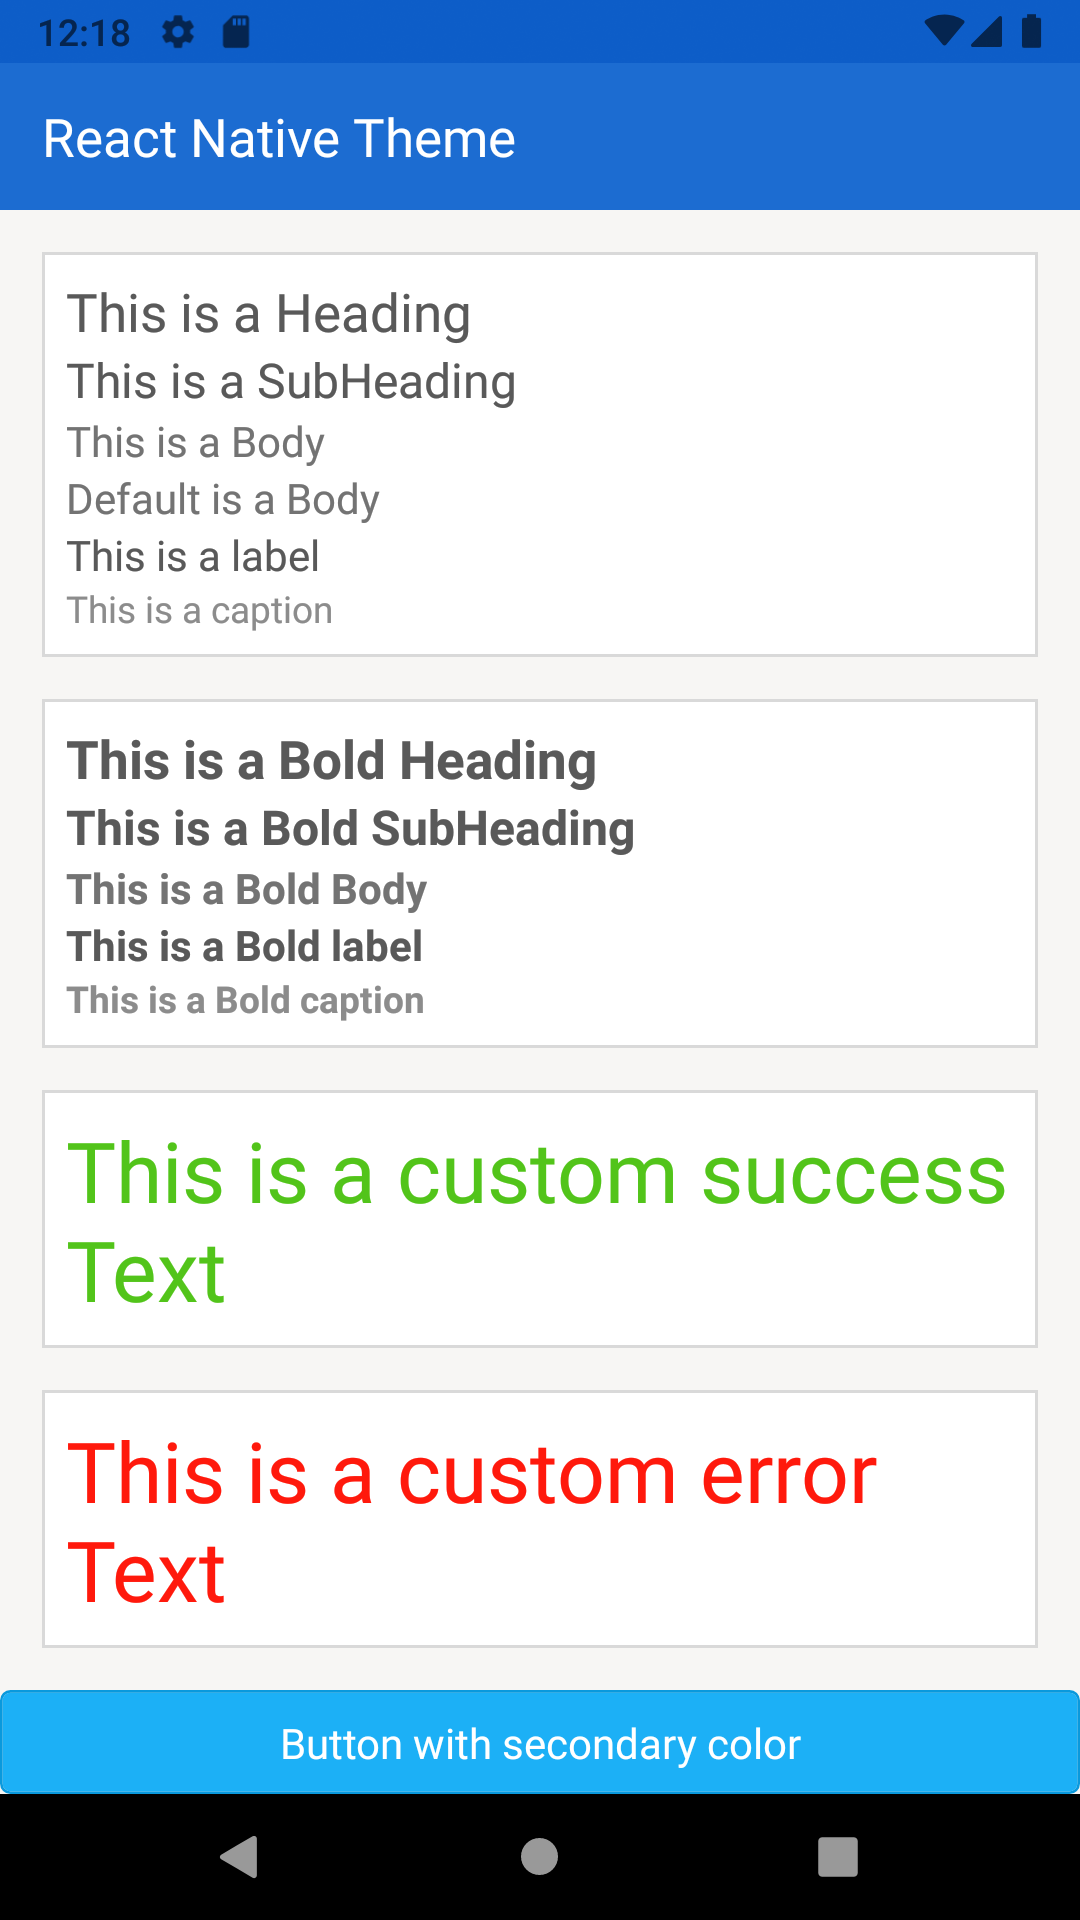 12:18
React Native Theme
This is a Heading
This is a SubHeading
This is a Body
Default is a Body
This is a label
This is a caption
This is a Bold Heading
This is a Bold SubHeading
This is a Bold Body
This is a Bold label
This is a Bold caption
This is a custom success
Text
This is a custom error
Text
Button with secondary color